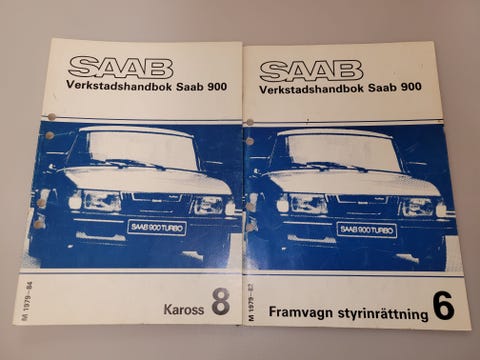 SAAB
Verkstadshandbok Saab 900
SAAB 900 TURBO
M 1979–84
Kaross 8
SAAB
Verkstadshandbok Saab 900
SAAB 900 TURBO
M 1979–82
Framvagn styrinrättning 6